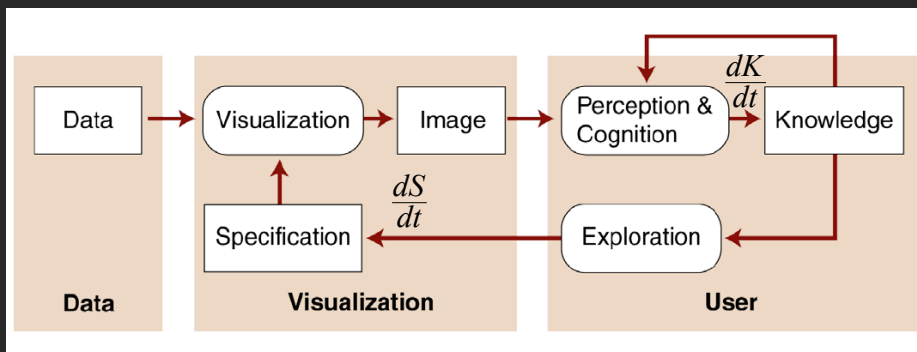 Data
Visualization
Image
Perception &
Cognition
dK
dt
Knowledge
dS
dt
Specification
Exploration
Data
Visualization
User